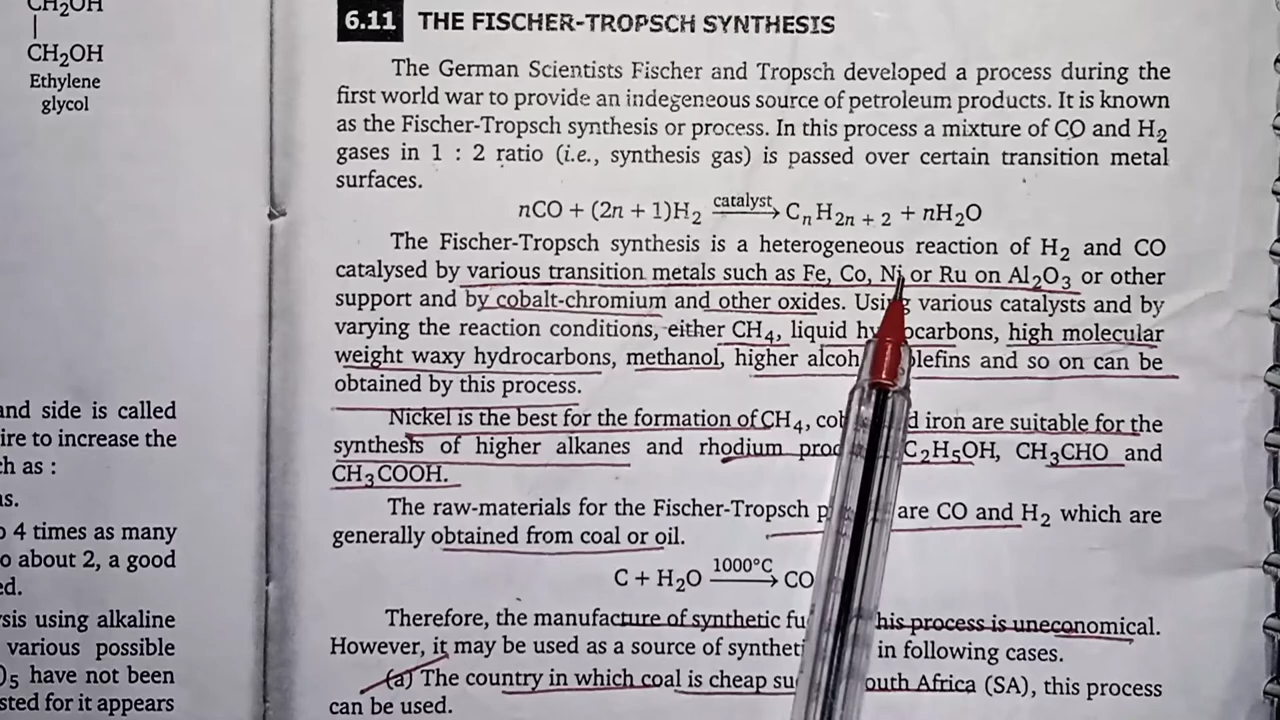 CH2OH
|
CH2OH
Ethylene
glycol
and side is called
ire to increase the
ch as :
ns.
4 times as many
o about 2, a good
ed.
sis using alkaline
various possible
O5 have not been
sted for it appears
6.11 THE FISCHER-TROPSCH SYNTHESIS
The German Scientists Fischer and Tropsch developed a process during the
first world war to provide an indegeneous source of petroleum products. It is known
as the Fischer-Tropsch synthesis or process. In this process a mixture of CO and H2
gases in 1 : 2 ratio (i.e., synthesis gas) is passed over certain transition metal
surfaces.
nCO + (2n + 1)H2 catalyst→ CnH2n + 2 + nH2O
The Fischer-Tropsch synthesis is a heterogeneous reaction of H2 and CO
catalysed by various transition metals such as Fe, Co, Ni or Ru on Al2O3 or other
support and by cobalt-chromium and other oxides. Using various catalysts and by
varying the reaction conditions, either CH4, liquid hydrocarbons, high molecular
weight waxy hydrocarbons, methanol, higher olefins and so on can be
obtained by this process.
Nickel is the best for the formation of CH4, iron are suitable for the
synthesis of higher alkanes and rhodium C2H5OH, CH3CHO and
CH3COOH.
The raw-materials for the Fischer-Tropsch are CO and H2 which are
generally obtained from coal or oil.
C + H2O 1000°C→ CO
Therefore, the manufacture of synthetic this process is uneconomical.
However, it may be used as a source of in following cases.
(a) The country in which coal is cheap South Africa (SA), this process
can be used.